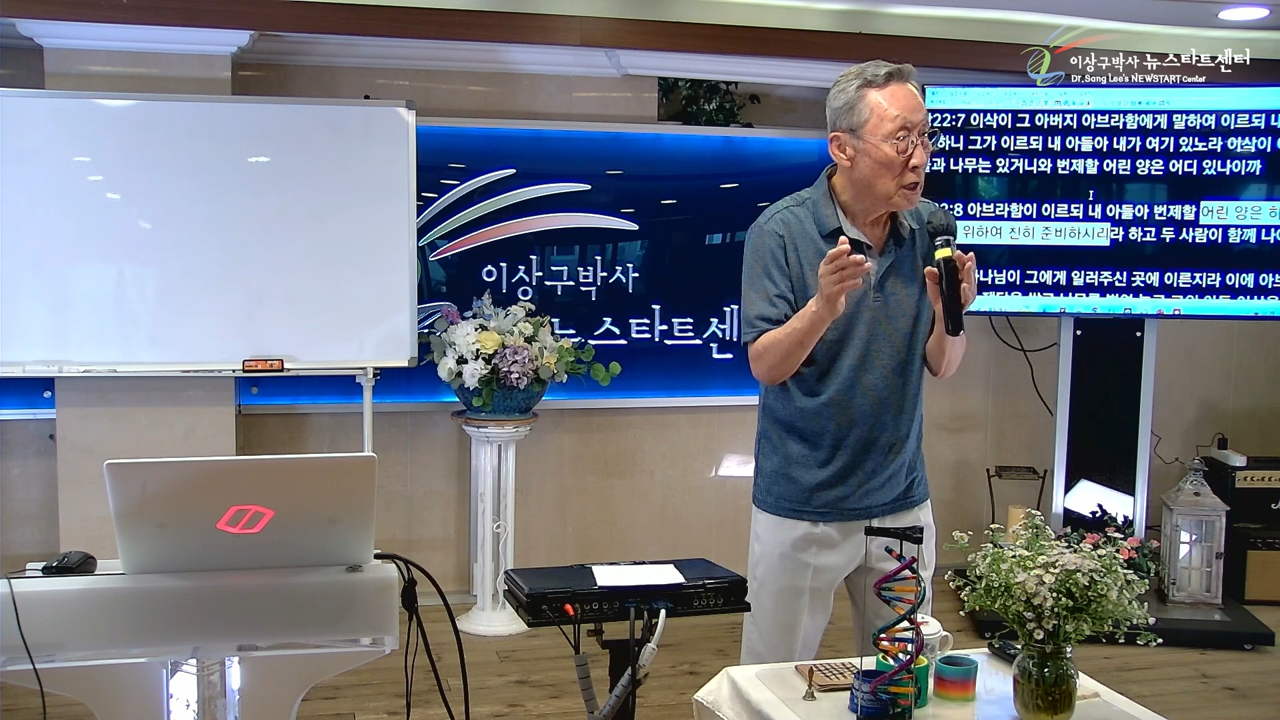 이상구박사 뉴스타트센터
Dr. Sang Lee's NEWSTART Center
22:7 이삭이 그 아버지 아브라함에게 말하여 이르되 내
하니 그가 이르되 내 아들아 내가 여기 있노라 이삭이
과 나무는 있거니와 번제할 어린 양은 어디 있나이까
22:8 아브라함이 이르되 내 아들아 번제할 어린 양은 하
위하여 진히 준비하시리라 하고 두 사람이 함께 나아
나님이 그에게 일러주신 곳에 이른지라 이에 아브
이상구박사
뉴스타트센